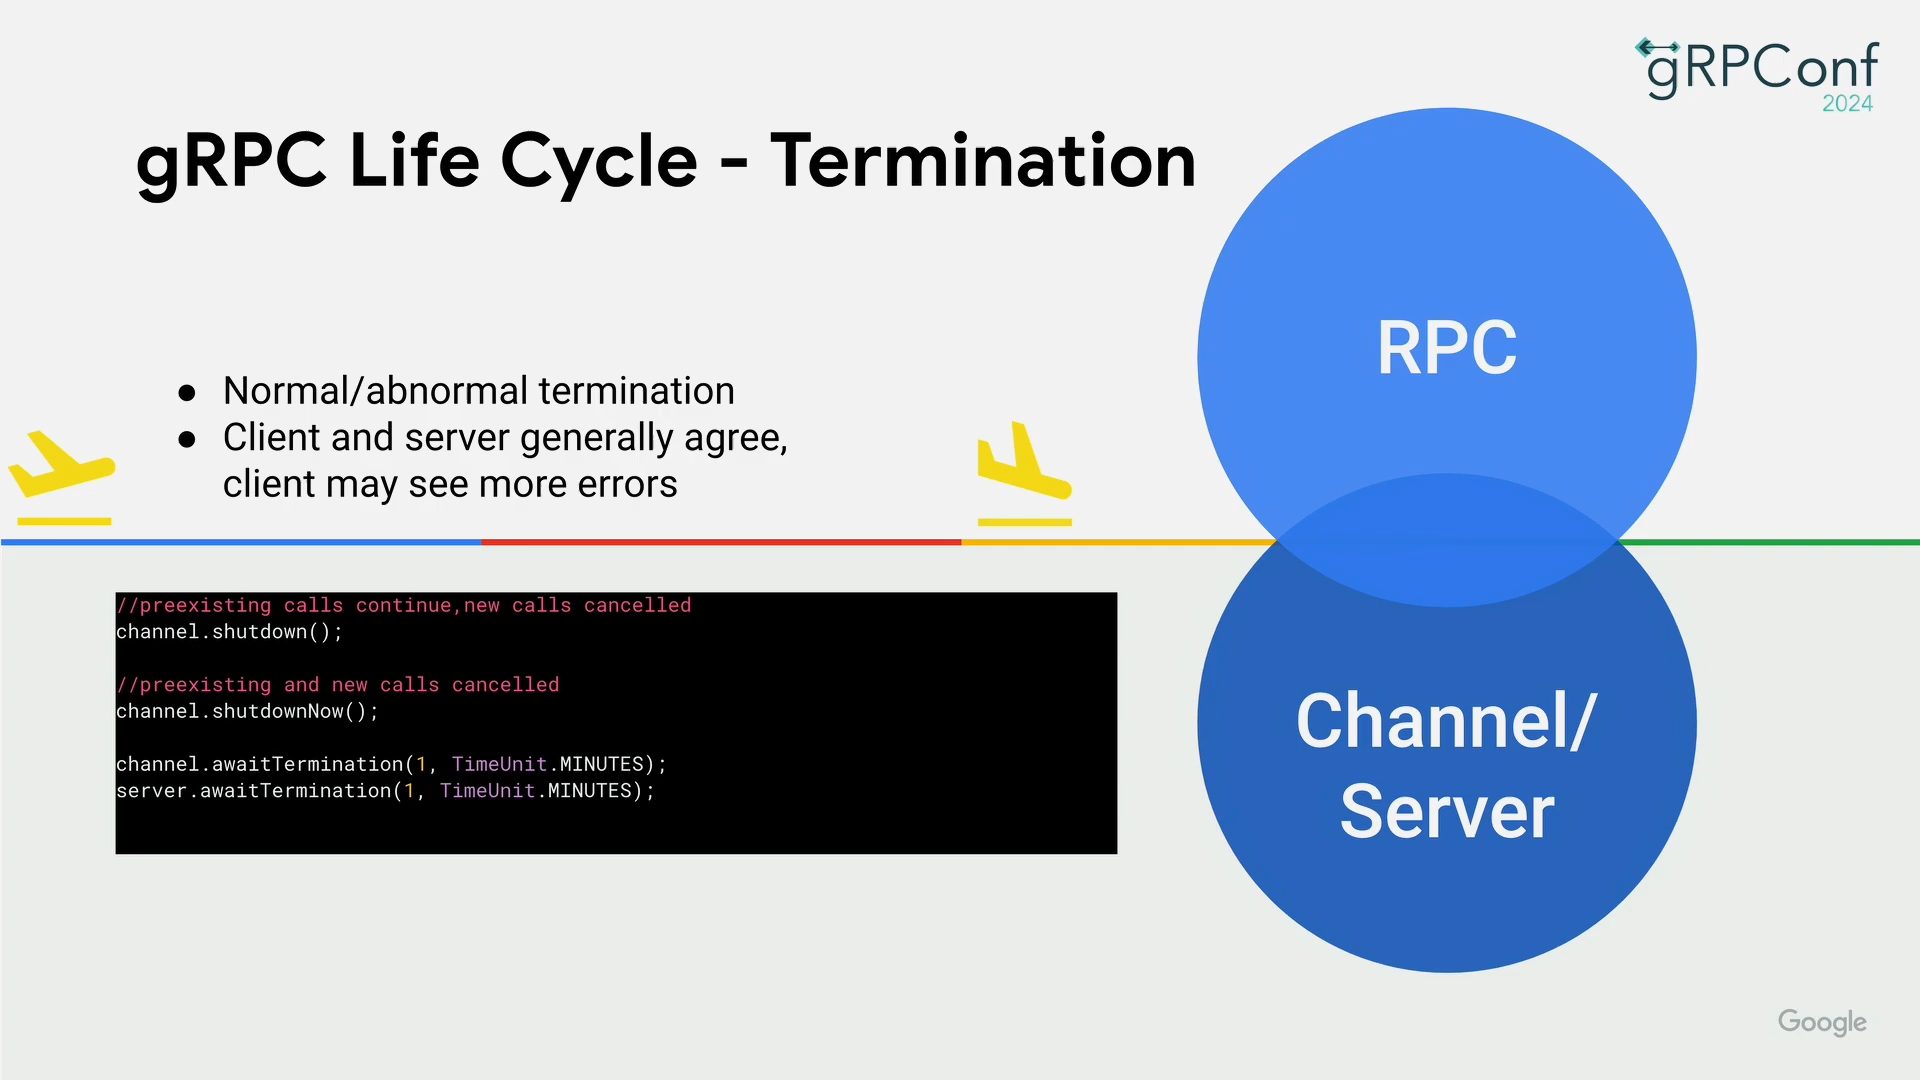 gRPConf
2024
gRPC Life Cycle - Termination
● Normal/abnormal termination
● Client and server generally agree,
client may see more errors
RPC
Channel/
Server
//preexisting calls continue,new calls cancelled
channel.shutdown();
//preexisting and new calls cancelled
channel.shutdownNow();
channel.awaitTermination(1, TimeUnit.MINUTES);
server.awaitTermination(1, TimeUnit.MINUTES);
Google